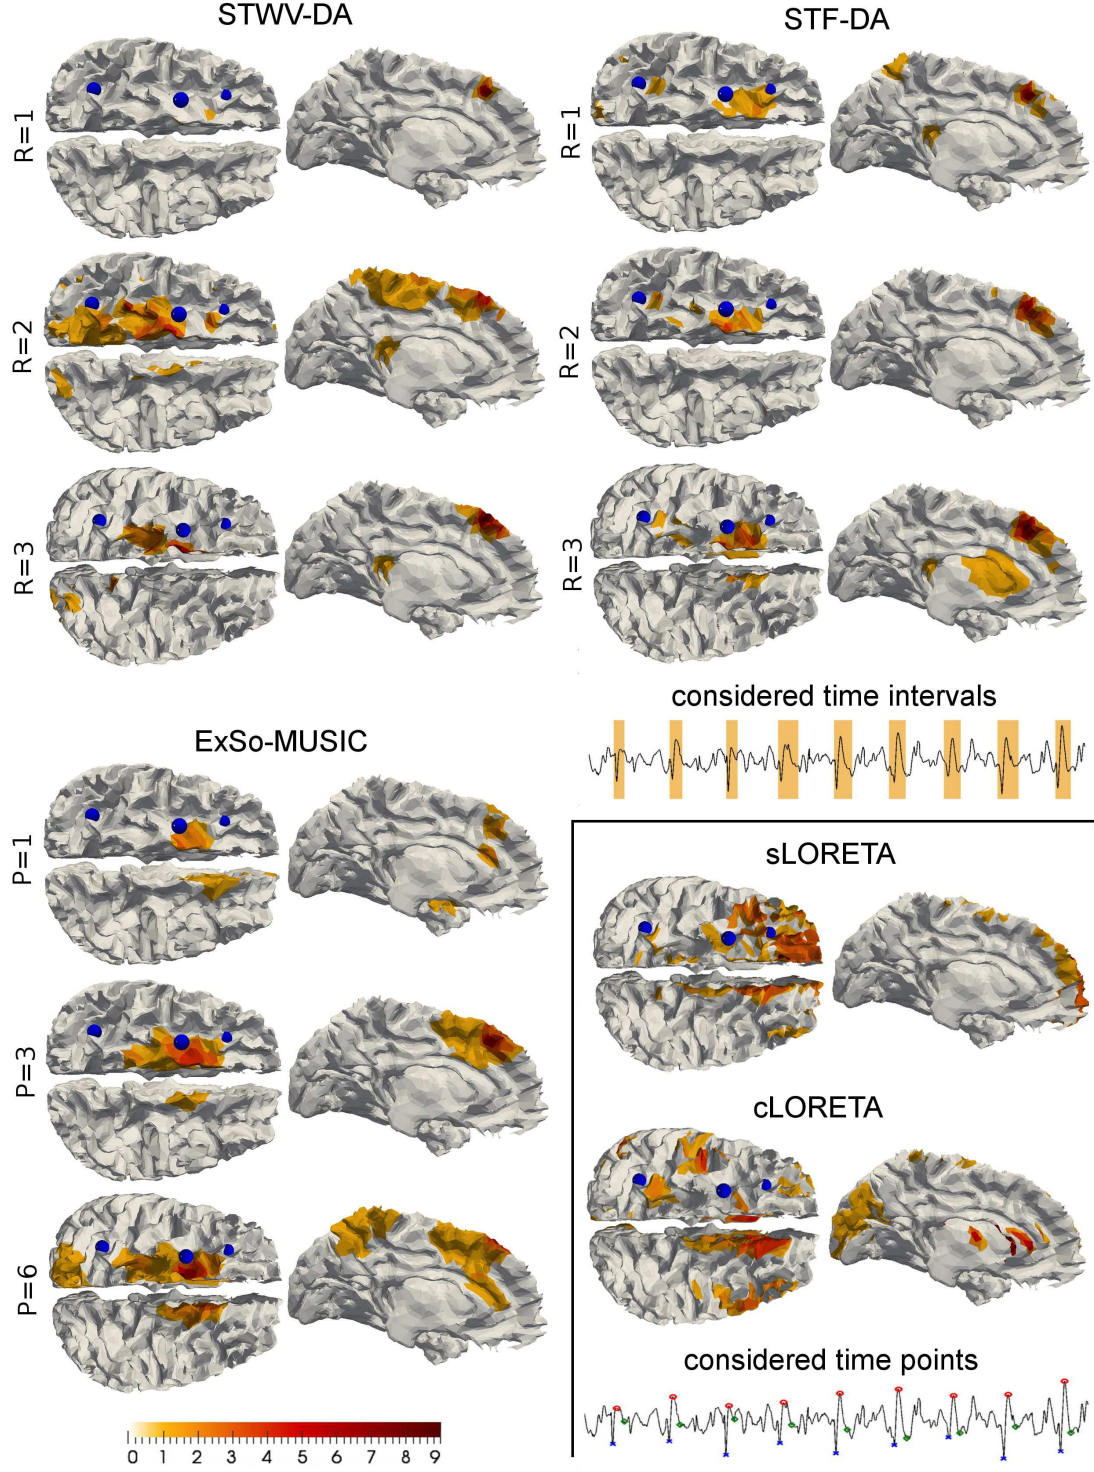 STWV-DA
STF-DA
R=1
R=1
R=2
R=2
R=3
R=3
considered time intervals
ExSo-MUSIC
P=1
sLORETA
P=3
cLORETA
P=6
considered time points
0 1 2 3 4 5 6 7 8 9